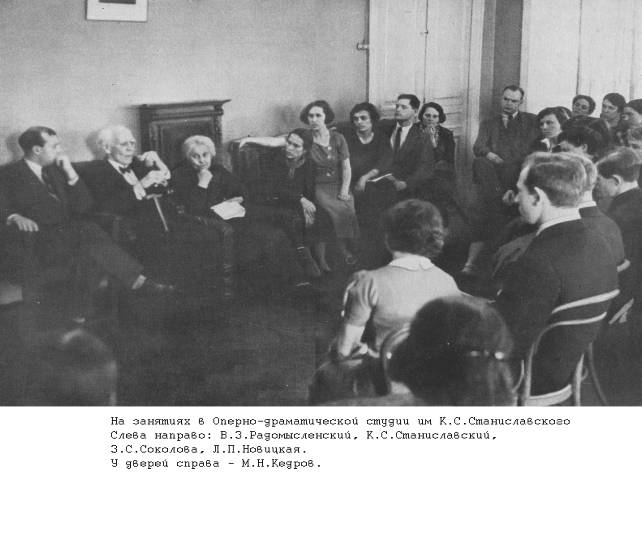 На занятиях в Оперно-драматической студии им К.С.Станиславского
Слева направо: В.З.Радомысленский, К.С.Станиславский,
З.С.Соколова, Л.П.Новицкая.
У дверей справа - М.Н.Кедров.